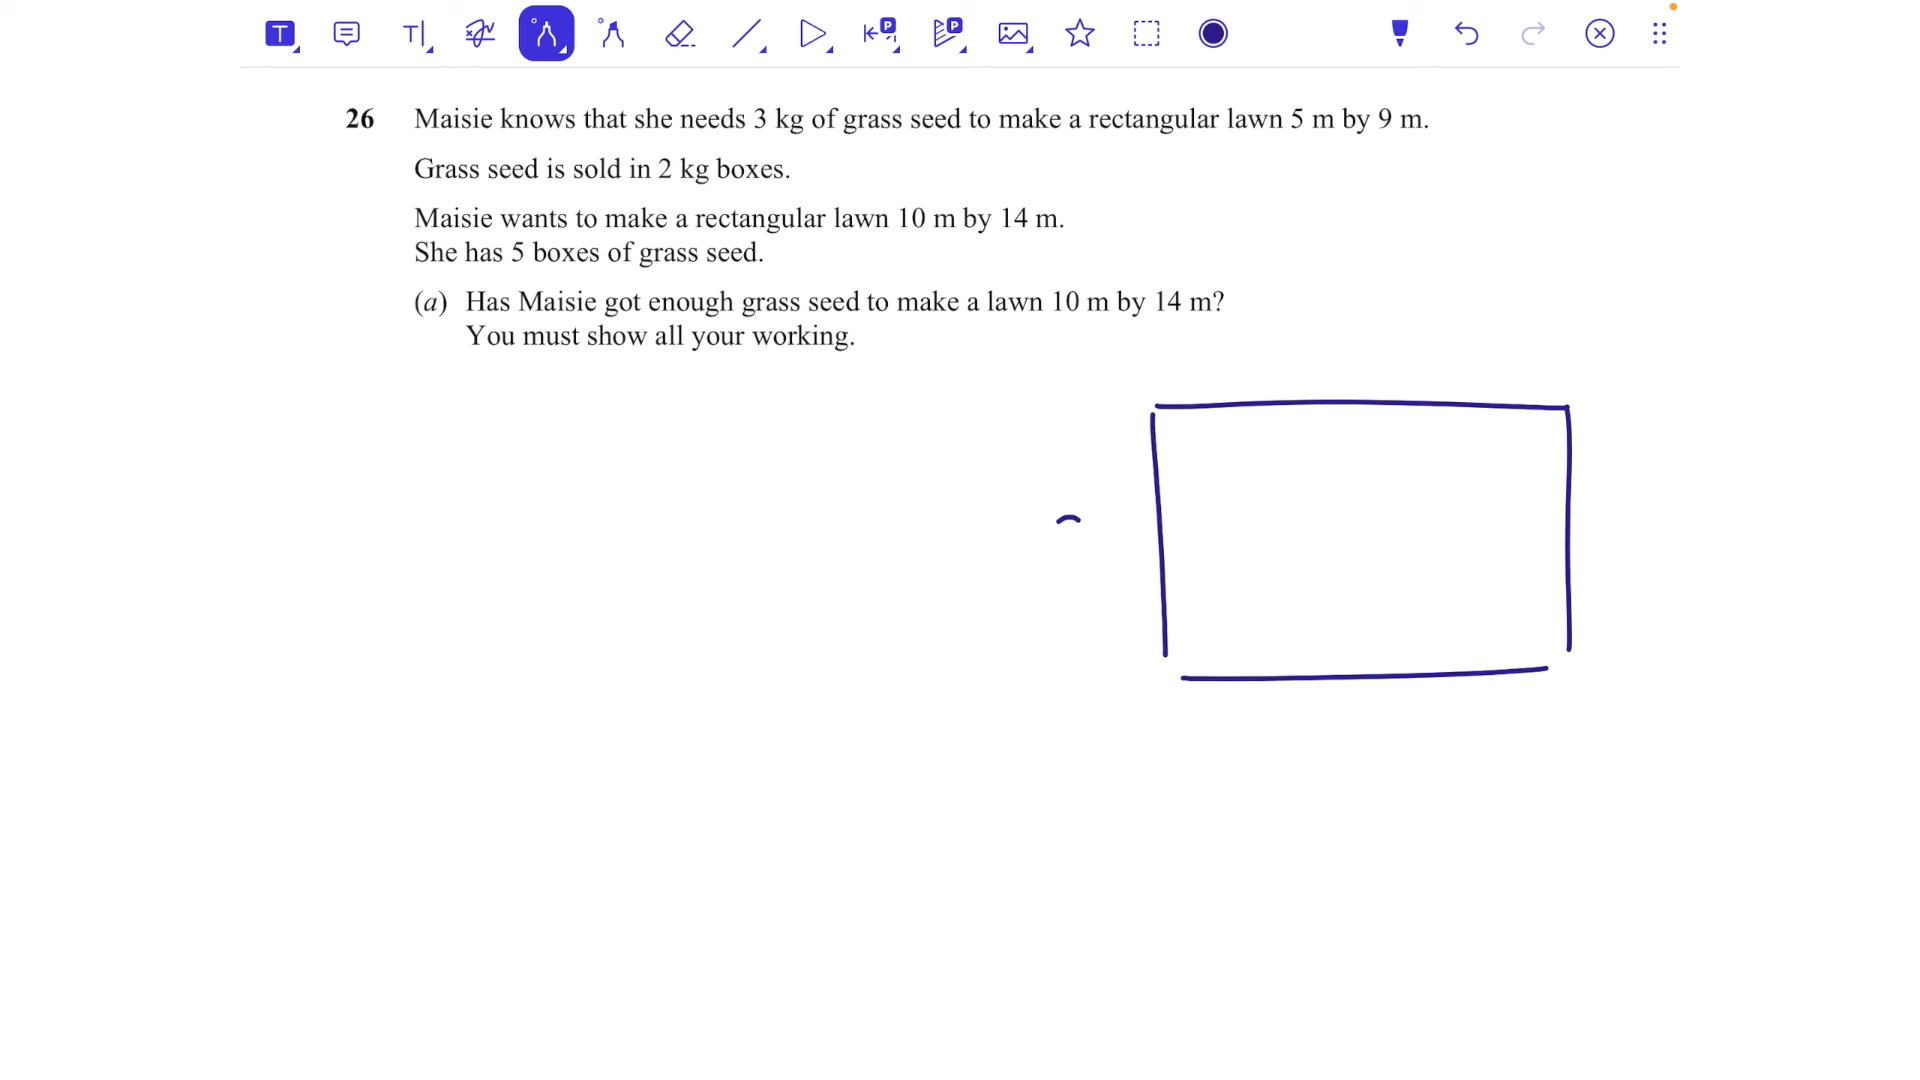 26 Maisie knows that she needs 3 kg of grass seed to make a rectangular lawn 5 m by 9 m.
Grass seed is sold in 2 kg boxes.
Maisie wants to make a rectangular lawn 10 m by 14 m.
She has 5 boxes of grass seed.
(a) Has Maisie got enough grass seed to make a lawn 10 m by 14 m?
You must show all your working.